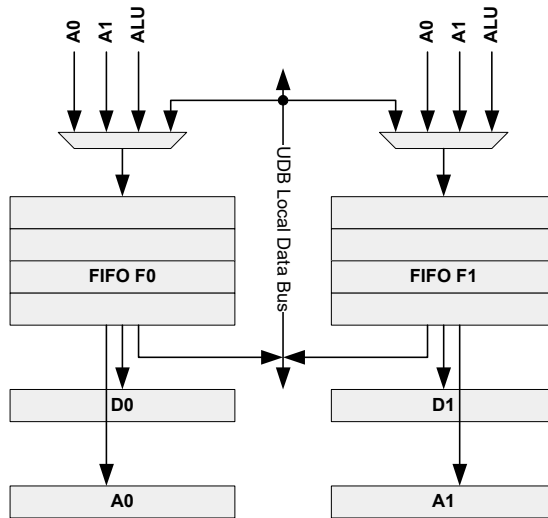 A0
A1
ALU
A0
A1
ALU
UDB Local Data Bus
FIFO F0
FIFO F1
D0
D1
A0
A1